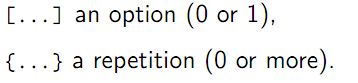 [...] an option (0 or 1),
{...} a repetition (0 or more).